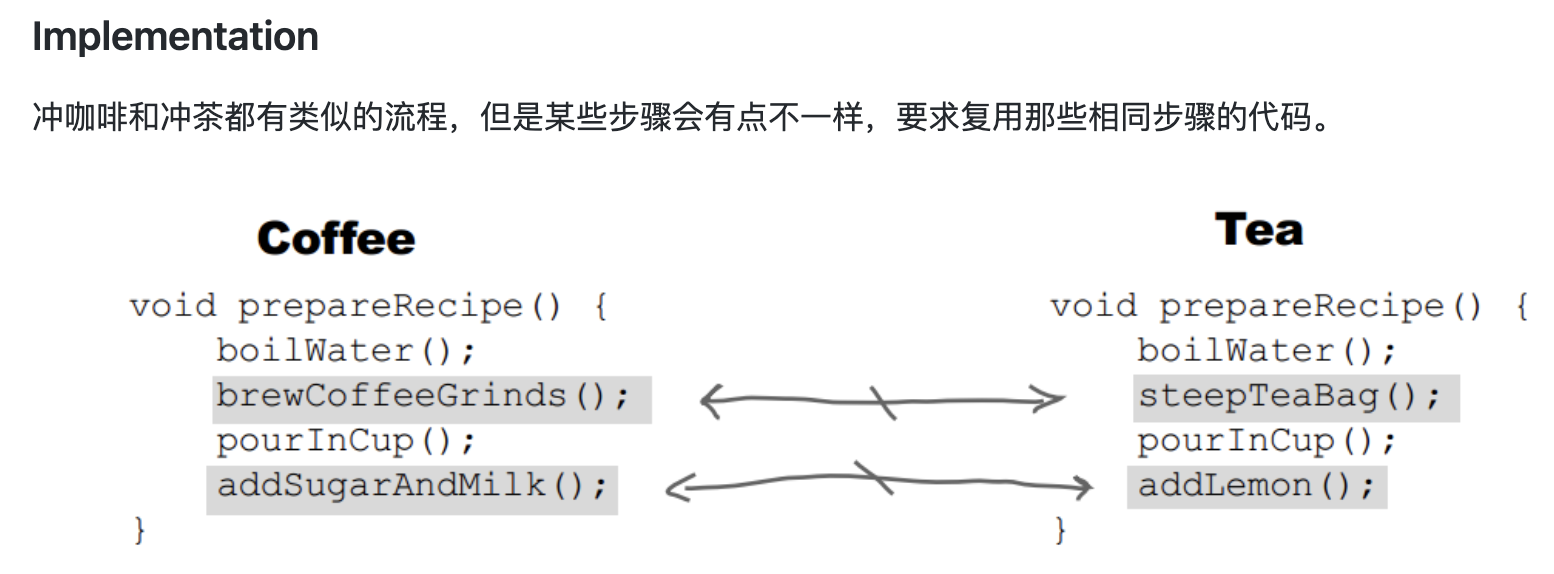 Implementation
冲咖啡和冲茶都有类似的流程，但是某些步骤会有点不一样，要求复用那些相同步骤的代码。
Coffee
void prepareRecipe() {
boilWater();
brewCoffeeGrinds();
pourInCup();
addSugarAndMilk();
}
Tea
void prepareRecipe() {
boilWater();
steepTeaBag();
pourInCup();
addLemon();
}